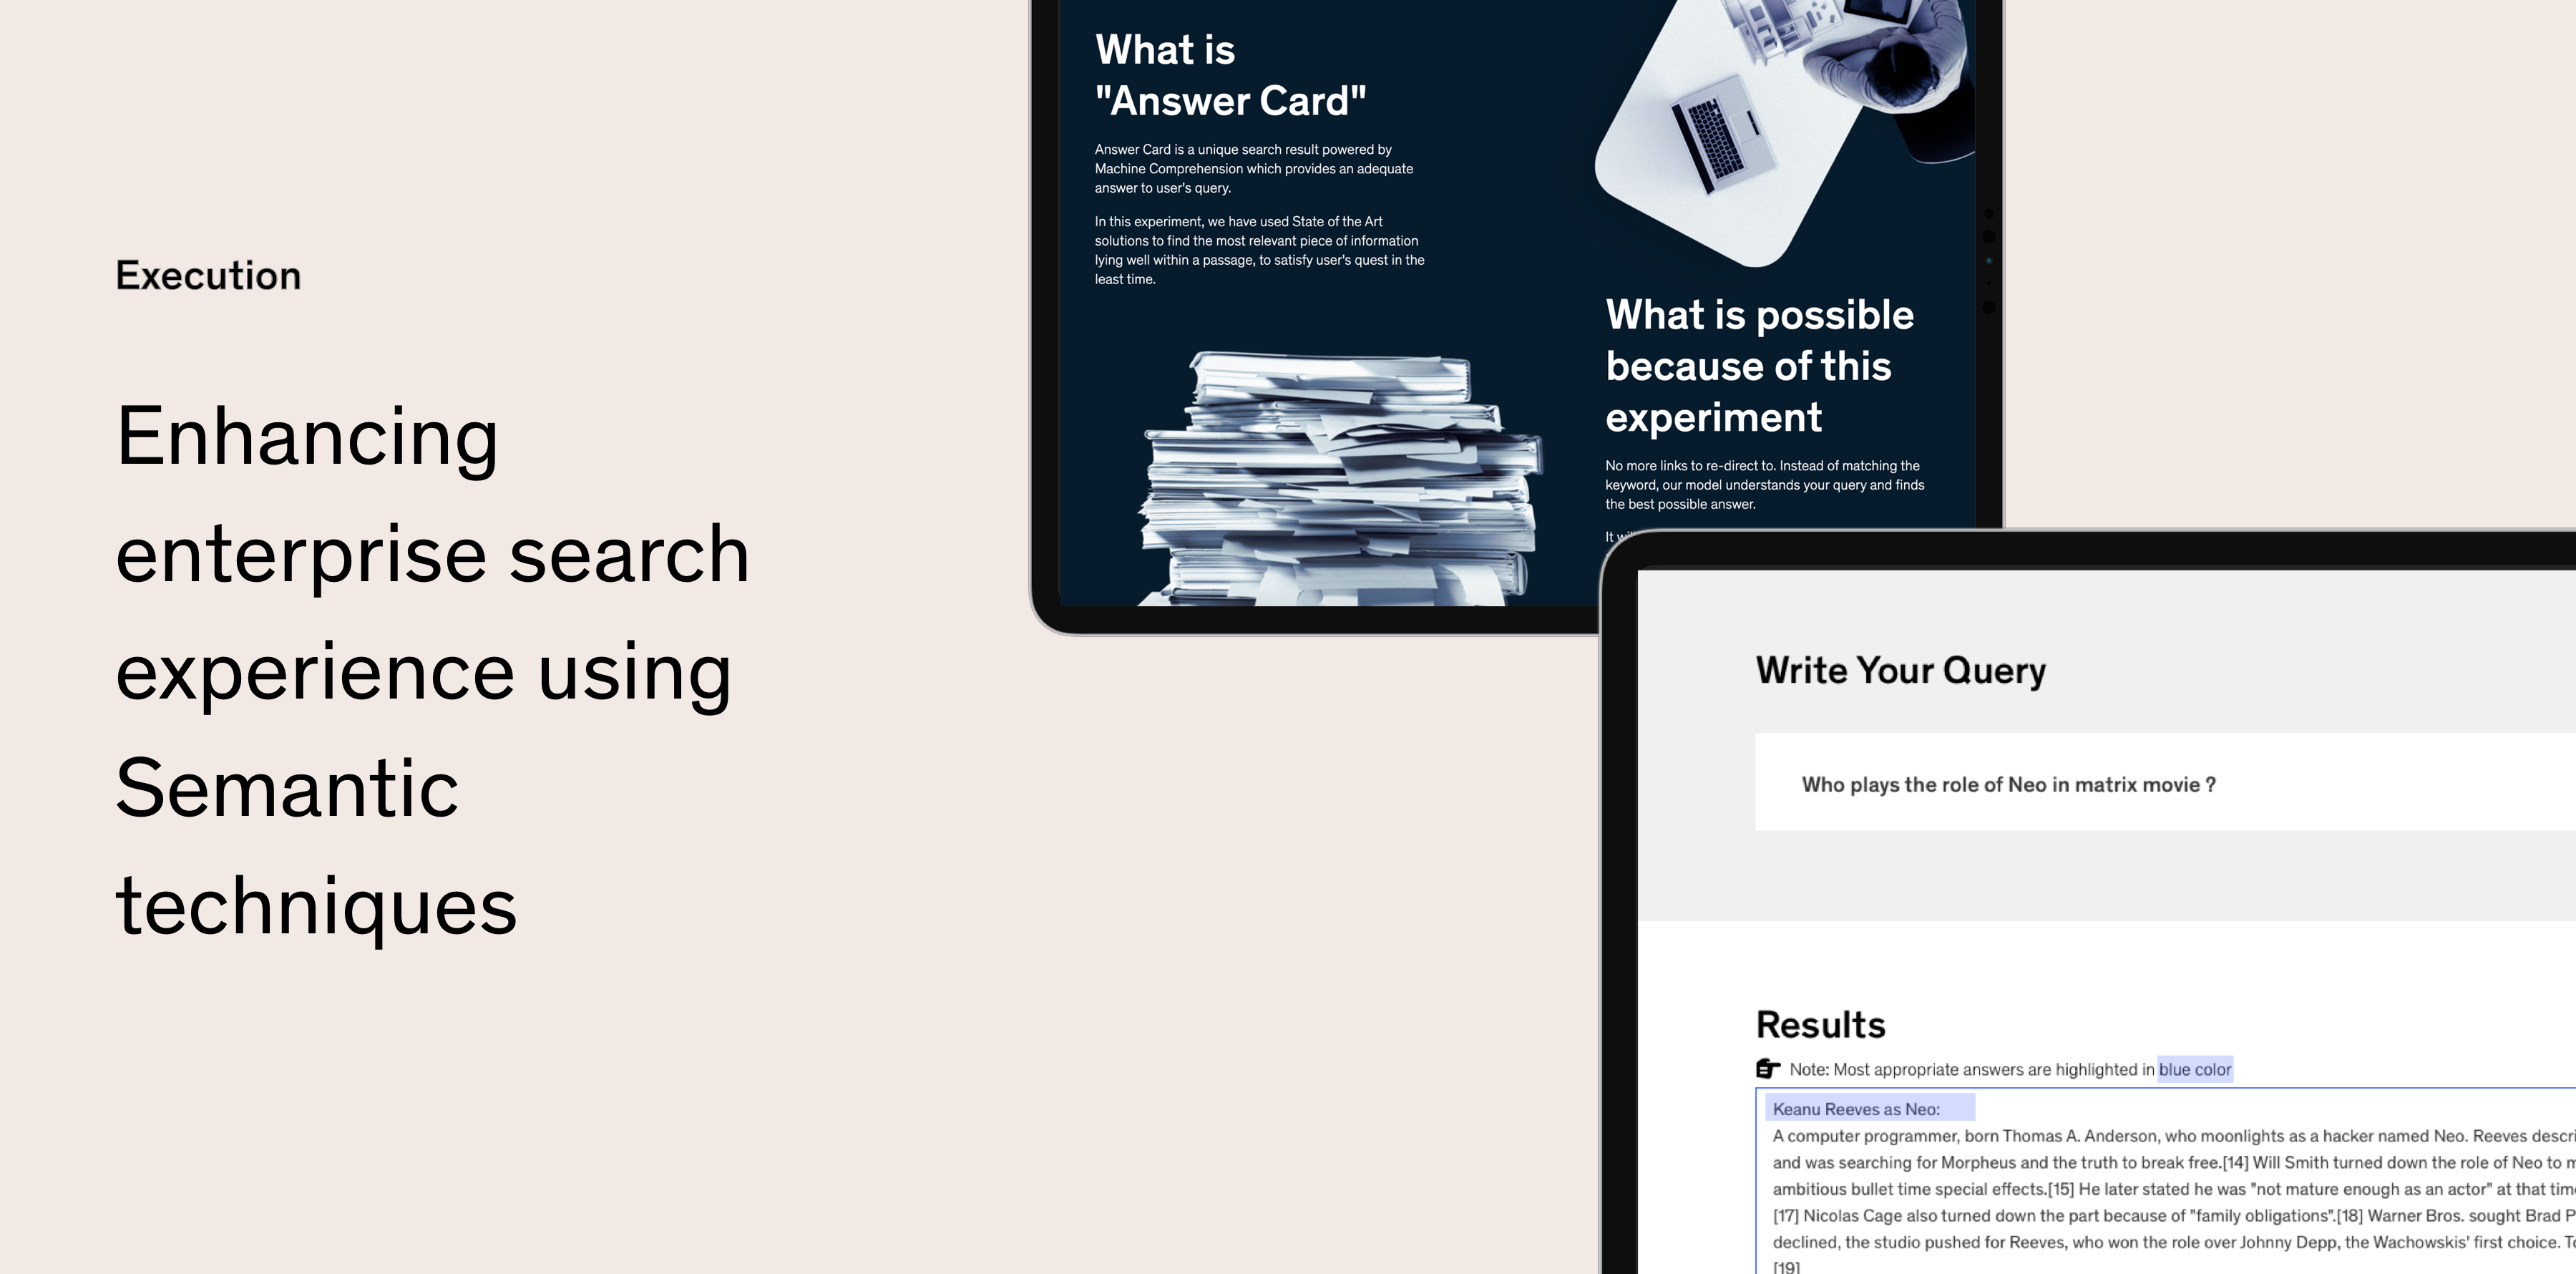 Execution
Enhancing
enterprise search
experience using
Semantic
techniques
What is
"Answer Card"
Answer Card is a unique search result powered by
Machine Comprehension which provides an adequate
answer to user's query.
In this experiment, we have used State of the Art
solutions to find the most relevant piece of information
lying well within a passage, to satisfy user's quest in the
least time.
What is possible
because of this
experiment
No more links to re-direct to. Instead of matching the
keyword, our model understands your query and finds
the best possible answer.
It
Write Your Query
Who plays the role of Neo in matrix movie ?
Results
Note: Most appropriate answers are highlighted in blue color
Keanu Reeves as Neo:
A computer programmer, born Thomas A. Anderson, who moonlights as a hacker named Neo. Reeves
and was searching for Morpheus and the truth to break free.[14] Will Smith turned down the role of Neo to
ambitious bullet time special effects.[15] He later stated he was "not mature enough as an actor" at that
[17] Nicolas Cage also turned down the part because of "family obligations".[18] Warner Bros. sought Brad
declined, the studio pushed for Reeves, who won the role over Johnny Depp, the Wachowskis' first choice.
[19]